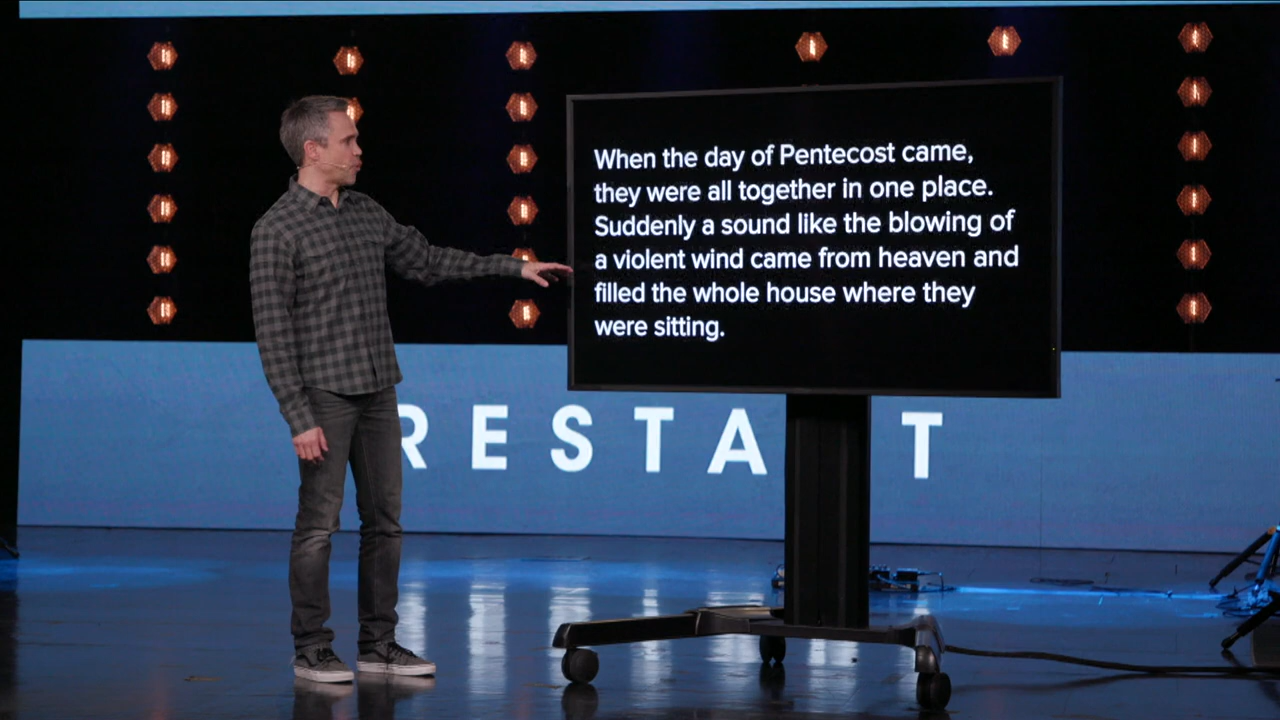 When the day of Pentecost came,
they were all together in one place.
Suddenly a sound like the blowing of
a violent wind came from heaven and
filled the whole house where they
were sitting.
RESTA T